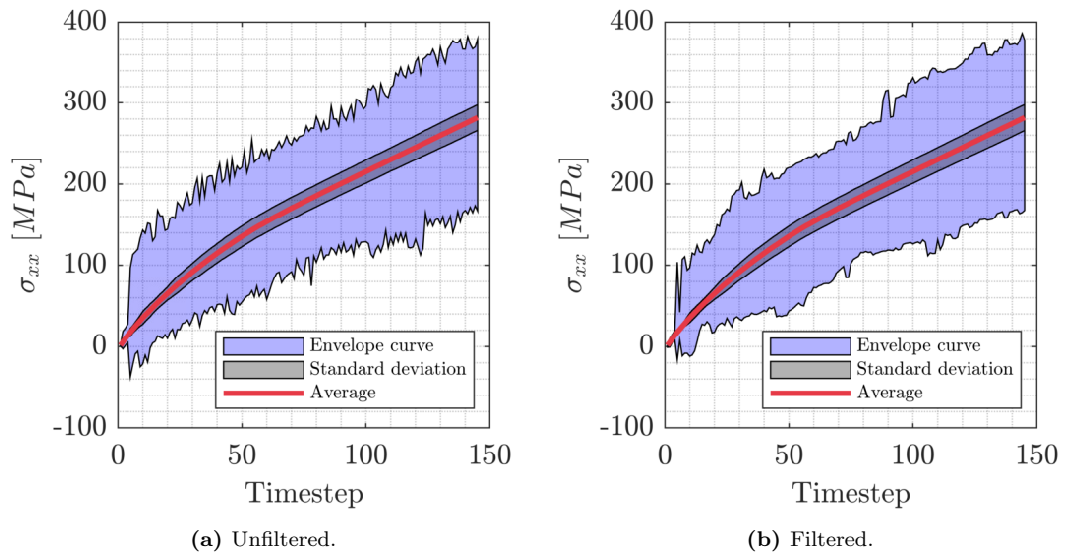 400
300
200
100
0
-100
σxx [MPa]
0 50 100 150
Timestep
Envelope curve
Standard deviation
Average
(a) Unfiltered.
400
300
200
100
0
-100
σxx [MPa]
0 50 100 150
Timestep
Envelope curve
Standard deviation
Average
(b) Filtered.